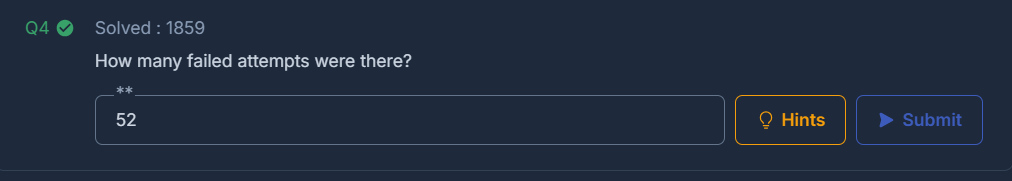 Q4 Solved : 1859
How many failed attempts were there?
**
52 Hints Submit